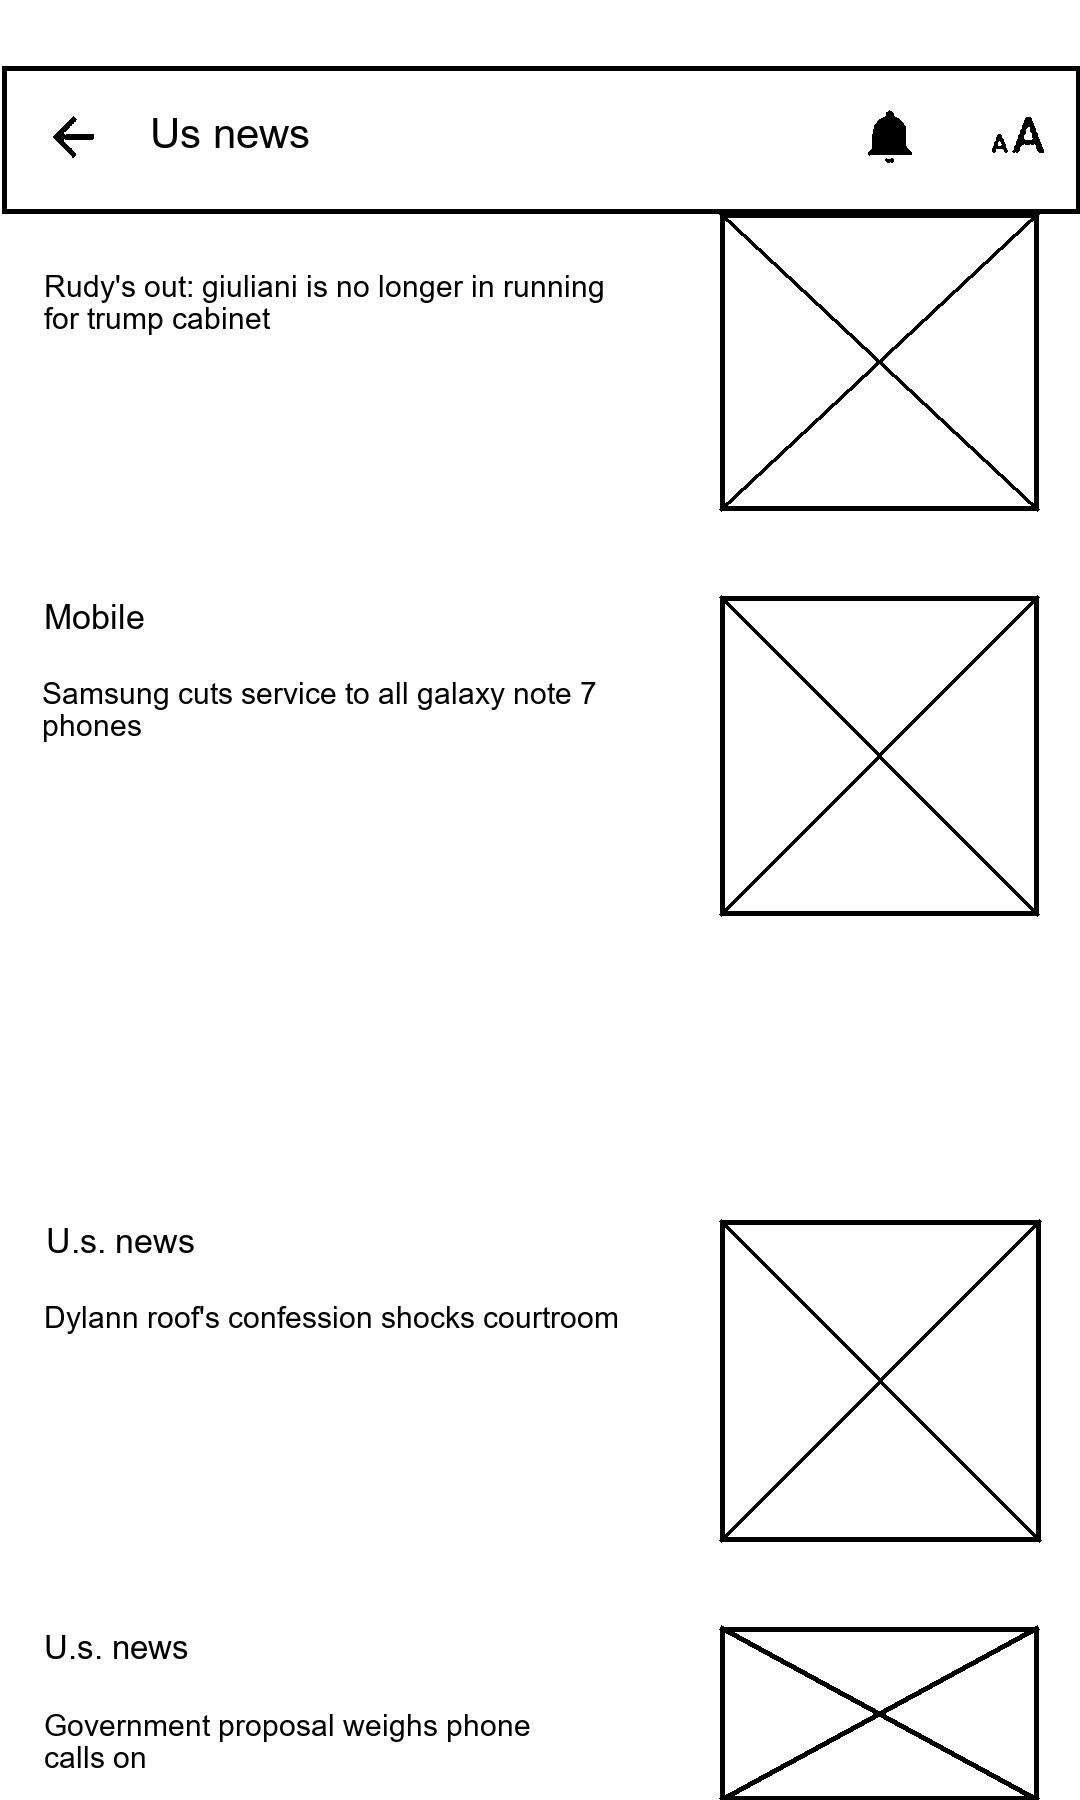 Us news
AA
Rudy's out: giuliani is no longer in running
for trump cabinet
Mobile
Samsung cuts service to all galaxy note 7
phones
U.s. news
Dylann roof's confession shocks courtroom
U.s. news
Government proposal weighs phone
calls on